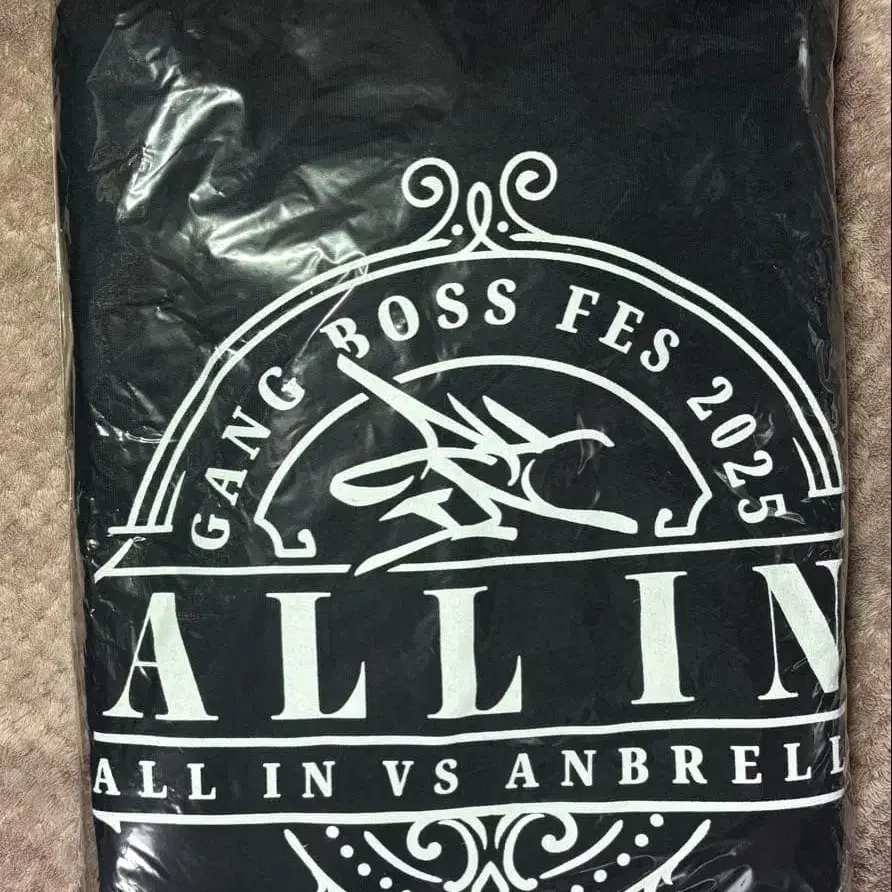 GANG BOSS FES 2025
ALL IN
ALL IN VS ANBRELL